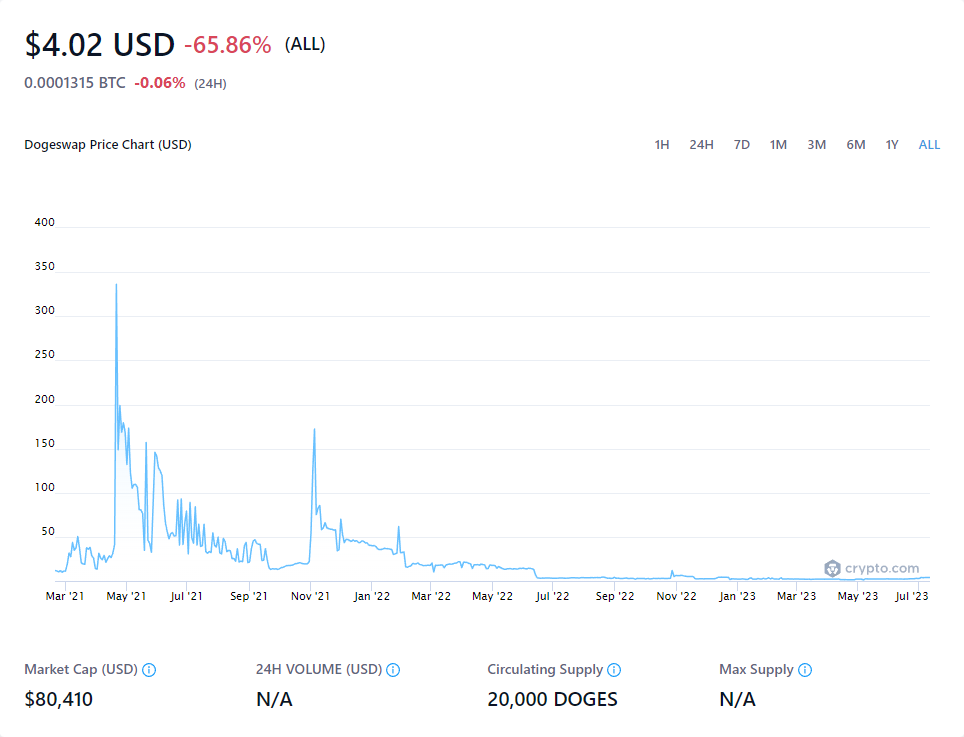 $4.02 USD -65.86% (ALL)
0.0001315 BTC -0.06% (24H)
Dogeswap Price Chart (USD) 1H 24H 7D 1M 3M 6M 1Y ALL
400
350
300
250
200
150
100
50
crypto.com
Mar '21 May '21 Jul '21 Sep '21 Nov '21 Jan '22 Mar '22 May '22 Jul '22 Sep '22 Nov '22 Jan '23 Mar '23 May '23 Jul '23
Market Cap (USD) 24H VOLUME (USD) Circulating Supply Max Supply
$80,410 N/A 20,000 DOGES N/A